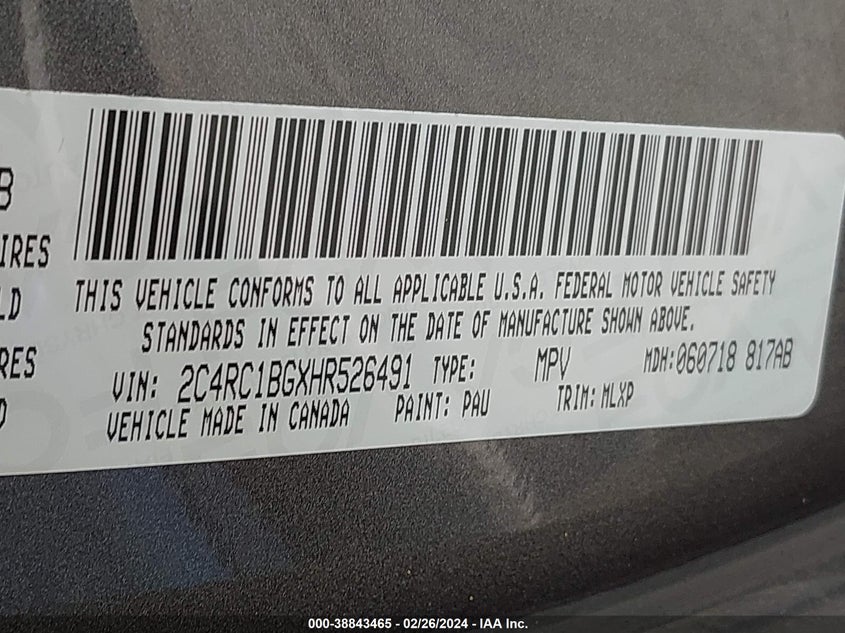 B
IRES
LD
RES
D
THIS VEHICLE CONFORMS TO ALL APPLICABLE U.S.A. FEDERAL MOTOR VEHICLE SAFETY
STANDARDS IN EFFECT ON THE DATE OF MANUFACTURE SHOWN ABOVE.
VIN: 2C4RC1BGXHR526491 TYPE: MPV MDH:060718 817AB
VEHICLE MADE IN CANADA PAINT: PAU TRIM: MLXP
000-38843465 - 02/26/2024 - IAA Inc.